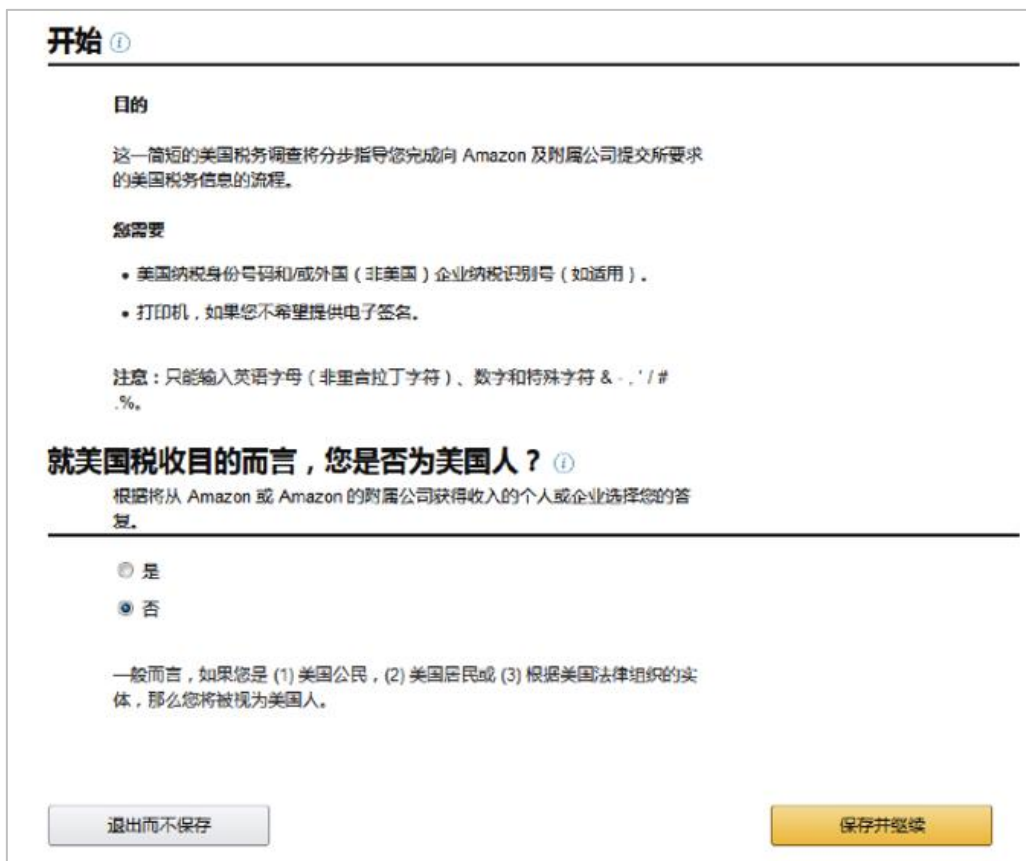 开始
目的
这一简短的美国税务调查将分步指导您完成向 Amazon 及附属公司提交所要求
的美国税务信息的流程。
您需要
• 美国纳税身份号码和/或外国（非美国）企业纳税识别号（如适用）.
• 打印机，如果您不希望提供电子签名。
注意：只能输入英语字母（非重音拉丁字符）、数字和特殊字符 & - , ' / #
.%。
就美国税收目的而言，您是否为美国人？
根据将从 Amazon 或 Amazon 的附属公司获得收入的个人或企业选择您的答
复。
是
否
一般而言，如果您是 (1) 美国公民，(2) 美国居民或 (3) 根据美国法律组织的实
体，那么您将被视为美国人。
退出而不保存
保存并继续